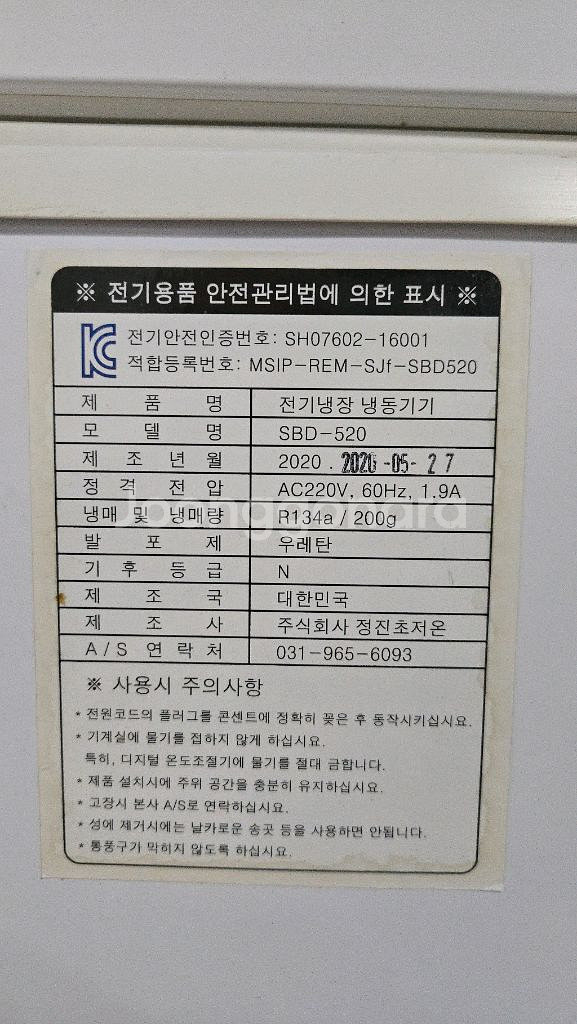 ※ 전기용품 안전관리법에 의한 표시 ※
전기안전인증번호: SH07602-16001
적합등록번호: MSIP-REM-SJf-SBD520
제 품 명 전기냉장 냉동기기
모 델 명 SBD-520
제 조 년 월 2020 . 2020 -05- 27
정 격 전 압 AC220V, 60Hz, 1.9A
냉매 및 냉매량 R134a / 200g
발 포 제 우레탄
기 후 등 급 N
제 조 국 대한민국
제 조 사 주식회사 정진초저온
A/S 연 락 처 031-965-6093
※ 사용시 주의사항
* 전원코드의 플러그를 콘센트에 정확히 꽂은 후 동작시키십시요.
* 기계실에 물기를 접하지 않게 하십시요.
특히, 디지털 온도조절기에 물기를 절대 금합니다.
* 제품 설치시에 주위 공간을 충분히 유지하십시요.
* 고장시 본사 A/S로 연락하십시요.
* 성에 제거시에는 날카로운 송곳 등을 사용하면 안됩니다.
* 통풍구가 막히지 않도록 하십시요.
Joonggonara